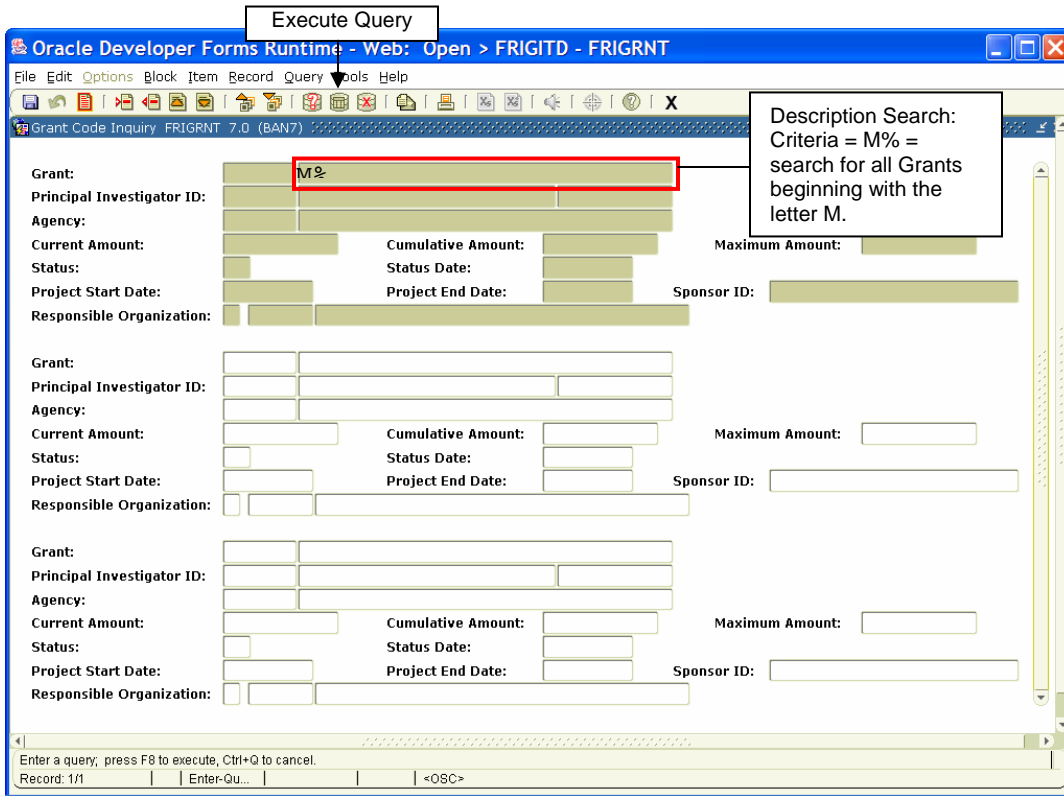 Execute Query
Oracle Developer Forms Runtime - Web: Open > FRIGITD - FRIGRNT
File Edit Options Block Item Record Query Tools Help
X
Grant Code Inquiry FRIGRNT 7.0 (BAN7)
Description Search:
Criteria = M% =
search for all Grants
beginning with the
letter M.
Grant: M%
Principal Investigator ID:
Agency:
Current Amount: Cumulative Amount: Maximum Amount:
Status: Status Date:
Project Start Date: Project End Date: Sponsor ID:
Responsible Organization:
Grant:
Principal Investigator ID:
Agency:
Current Amount: Cumulative Amount: Maximum Amount:
Status: Status Date:
Project Start Date: Project End Date: Sponsor ID:
Responsible Organization:
Grant:
Principal Investigator ID:
Agency:
Current Amount: Cumulative Amount: Maximum Amount:
Status: Status Date:
Project Start Date: Project End Date: Sponsor ID:
Responsible Organization:
Enter a query; press F8 to execute, Ctrl+Q to cancel.
Record: 1/1 Enter-Qu... <OSC>